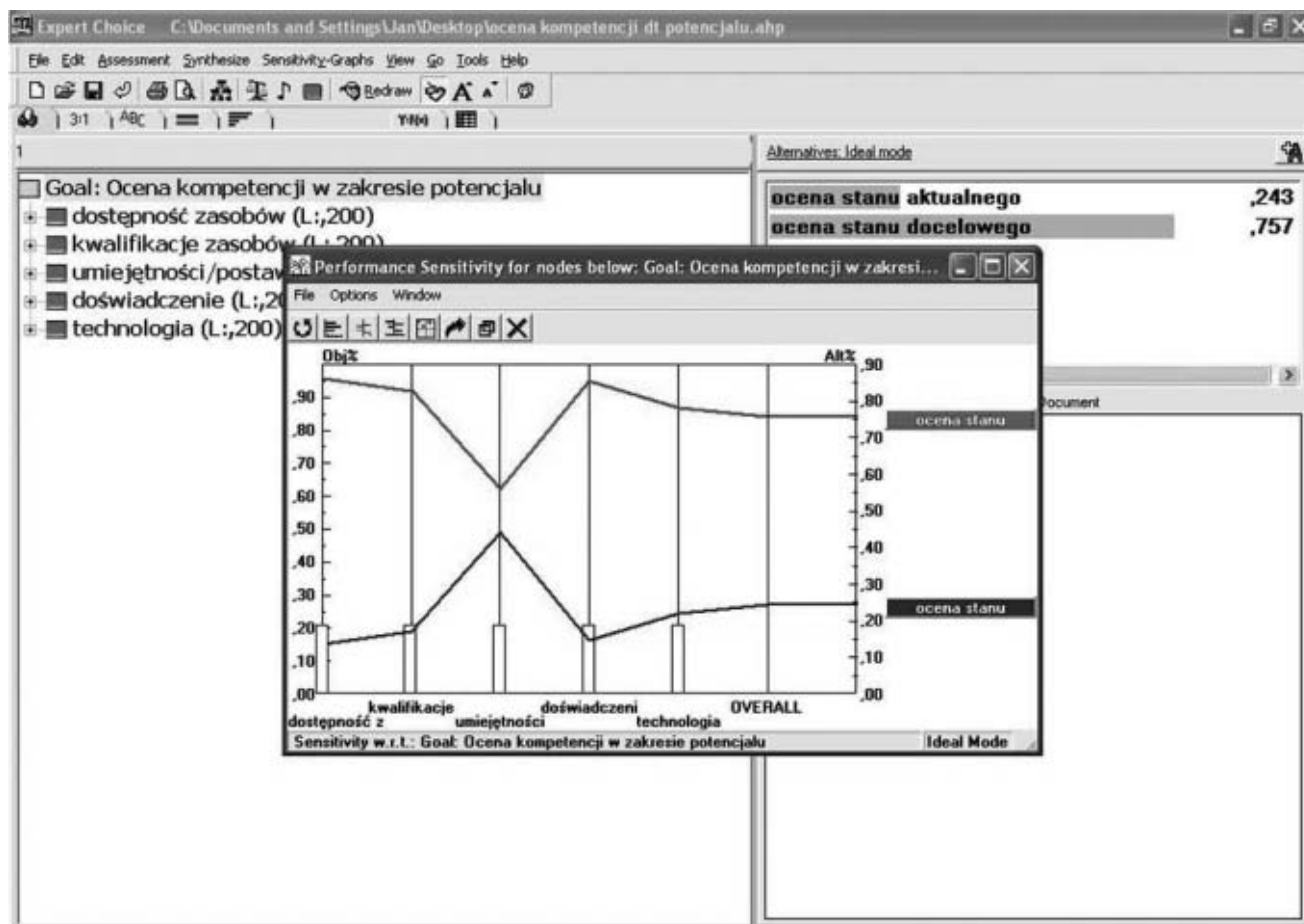 Expert Choice C:\Documents and Settings\Jan\Desktop\ocena kompetencji dt potencjalu.ahp
File Edit Assessment Synthesize Sensitivity-Graphs View Go Tools Help
Redraw A A
3:1 ABC
1
Alternatives: Ideal mode
Goal: Ocena kompetencji w zakresie potencjalu
dostępność zasobów (L:,200)
kwalifikacje zasobów (L:,200)
umiejętności/postaw
doświadczenie (L:,20
technologia (L:,200)
ocena stanu aktualnego ,243
ocena stanu docelowego ,757
Document
Performance Sensitivity for nodes below: Goal: Ocena kompetencji w zakresi...
File Options Window
Obj% Alt%
,90
,80
,70
,60
,50
,40
,30
,20
,10
,00
,90
,80
,70
,60
,50
,40
,30
,20
,10
,00
ocena stanu
ocena stanu
kwalifikacje doświadczeni OVERALL
dostępność z umiejętności technologia
Sensitivity w.r.t.: Goal: Ocena kompetencji w zakresie potencjalu Ideal Mode